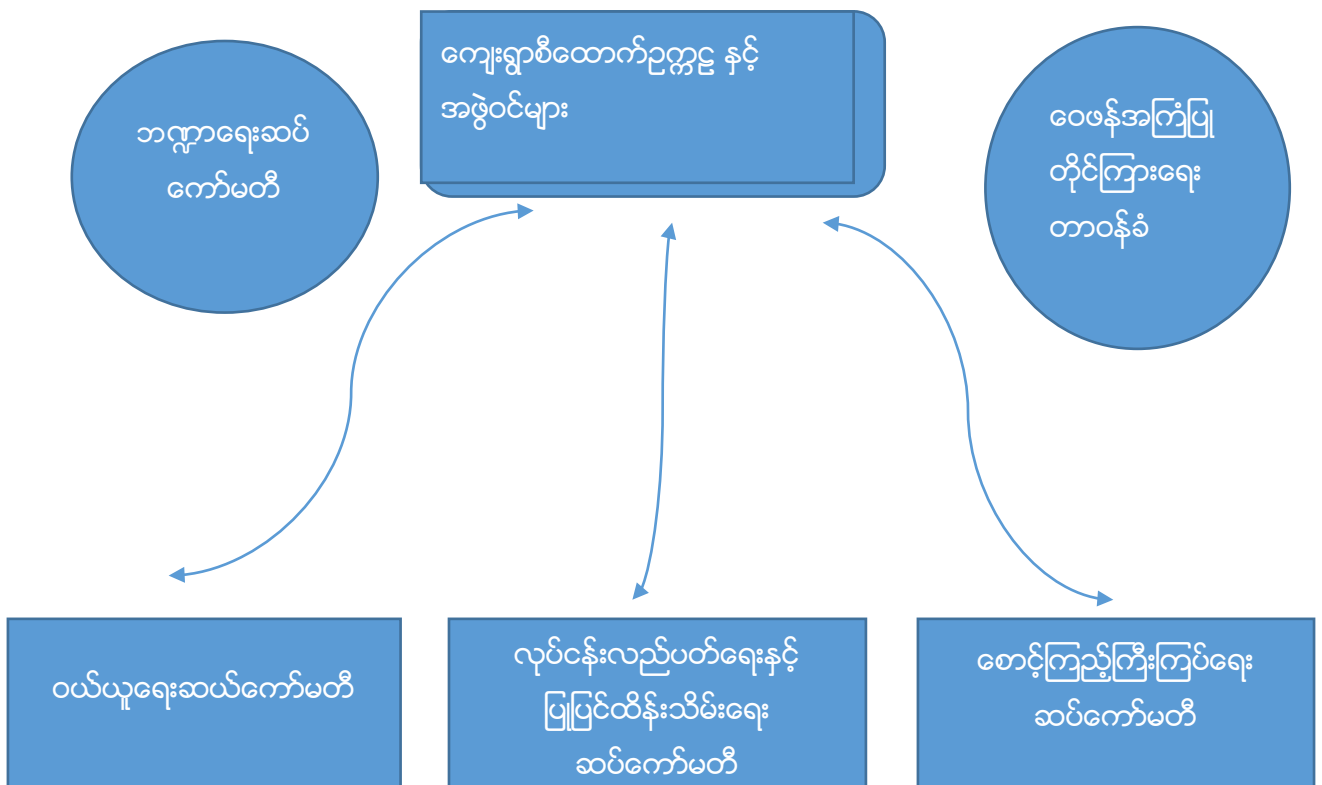 ကျေးရွာစီထောက်ဥက္ကဋ္ဌ နှင့်
အဖွဲ့ဝင်များ
ဘဏ္ဍာရေးဆပ်
ကော်မတီ
ဝေဖန်အကြံပြု
တိုင်ကြားရေး
တာဝန်ခံ
ဝယ်ယူရေးဆယ်ကော်မတီ
လုပ်ငန်းလည်ပတ်ရေးနှင့်
ပြုပြင်ထိန်းသိမ်းရေး
ဆပ်ကော်မတီ
စောင့်ကြည့်ကြီးကြပ်ရေး
ဆပ်ကော်မတီ